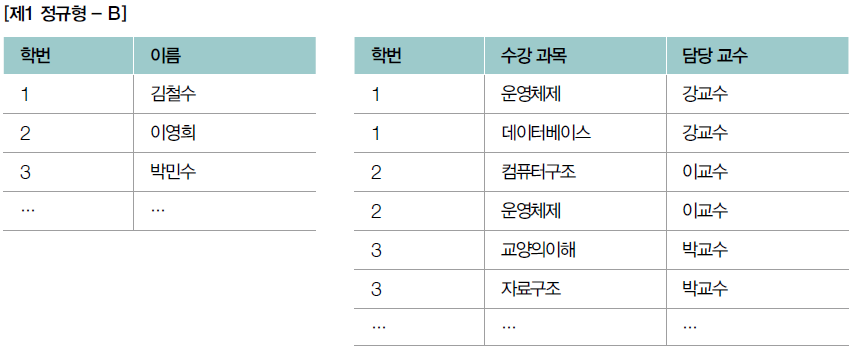 [제1 정규형 – B]
학번 이름 학번 수강 과목 담당 교수
1 김철수 1 운영체제 강교수
2 이영희 1 데이터베이스 강교수
3 박민수 2 컴퓨터구조 이교수
… … 2 운영체제 이교수
3 교양의이해 박교수
3 자료구조 박교수
… … …